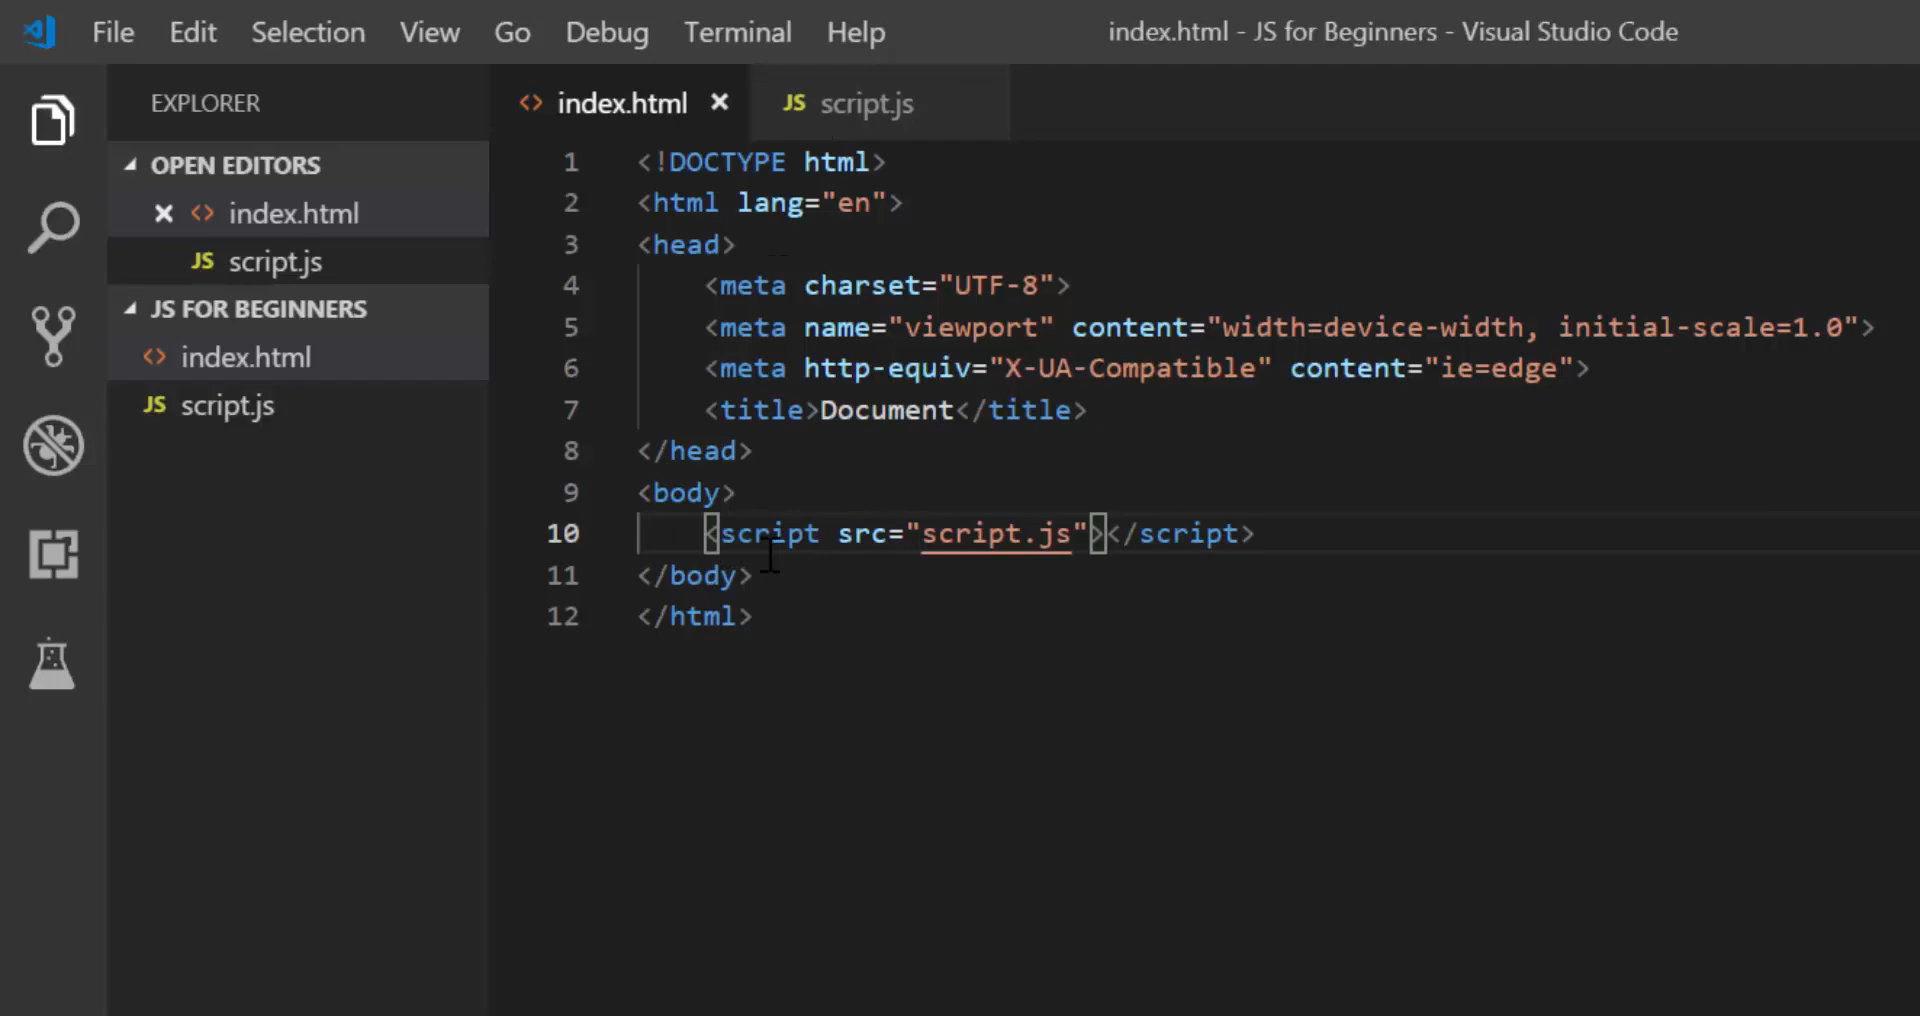 File Edit Selection View Go Debug Terminal Help index.html - JS for Beginners - Visual Studio Code
EXPLORER
OPEN EDITORS
index.html
JS script.js
JS FOR BEGINNERS
index.html
JS script.js
index.html JS script.js
1 <!DOCTYPE html>
2 <html lang="en">
3 <head>
4 <meta charset="UTF-8">
5 <meta name="viewport" content="width=device-width, initial-scale=1.0">
6 <meta http-equiv="X-UA-Compatible" content="ie=edge">
7 <title>Document</title>
8 </head>
9 <body>
10 <script src="script.js"></script>
11 </body>
12 </html>